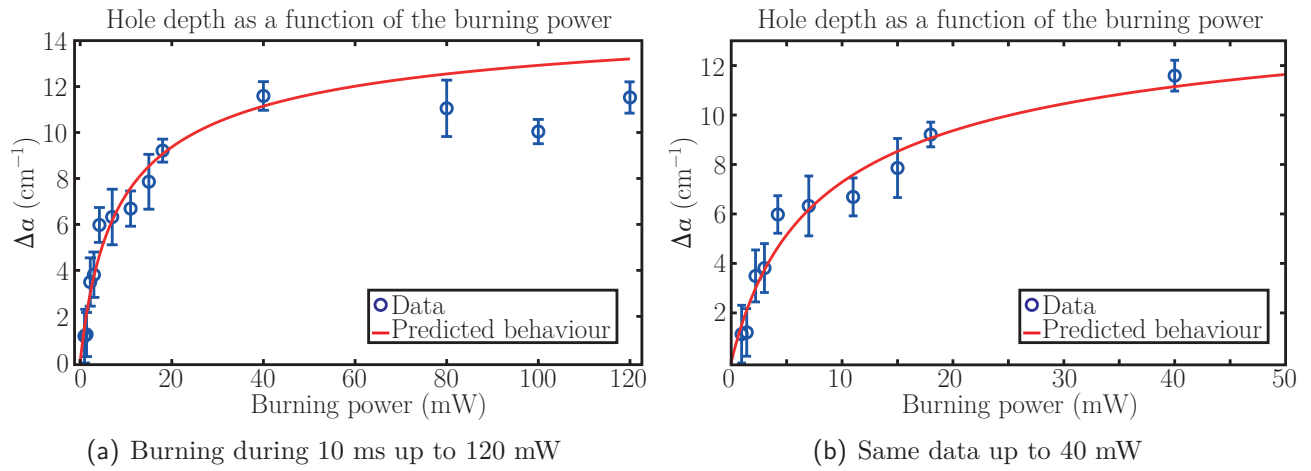 Hole depth as a function of the burning power
14
12
10
8
6
4
2
0
Δα (cm⁻¹)
Data
Predicted behaviour
0 20 40 60 80 100 120
Burning power (mW)
(a) Burning during 10 ms up to 120 mW
Hole depth as a function of the burning power
12
10
8
6
4
2
Δα (cm⁻¹)
Data
Predicted behaviour
0 10 20 30 40 50
Burning power (mW)
(b) Same data up to 40 mW